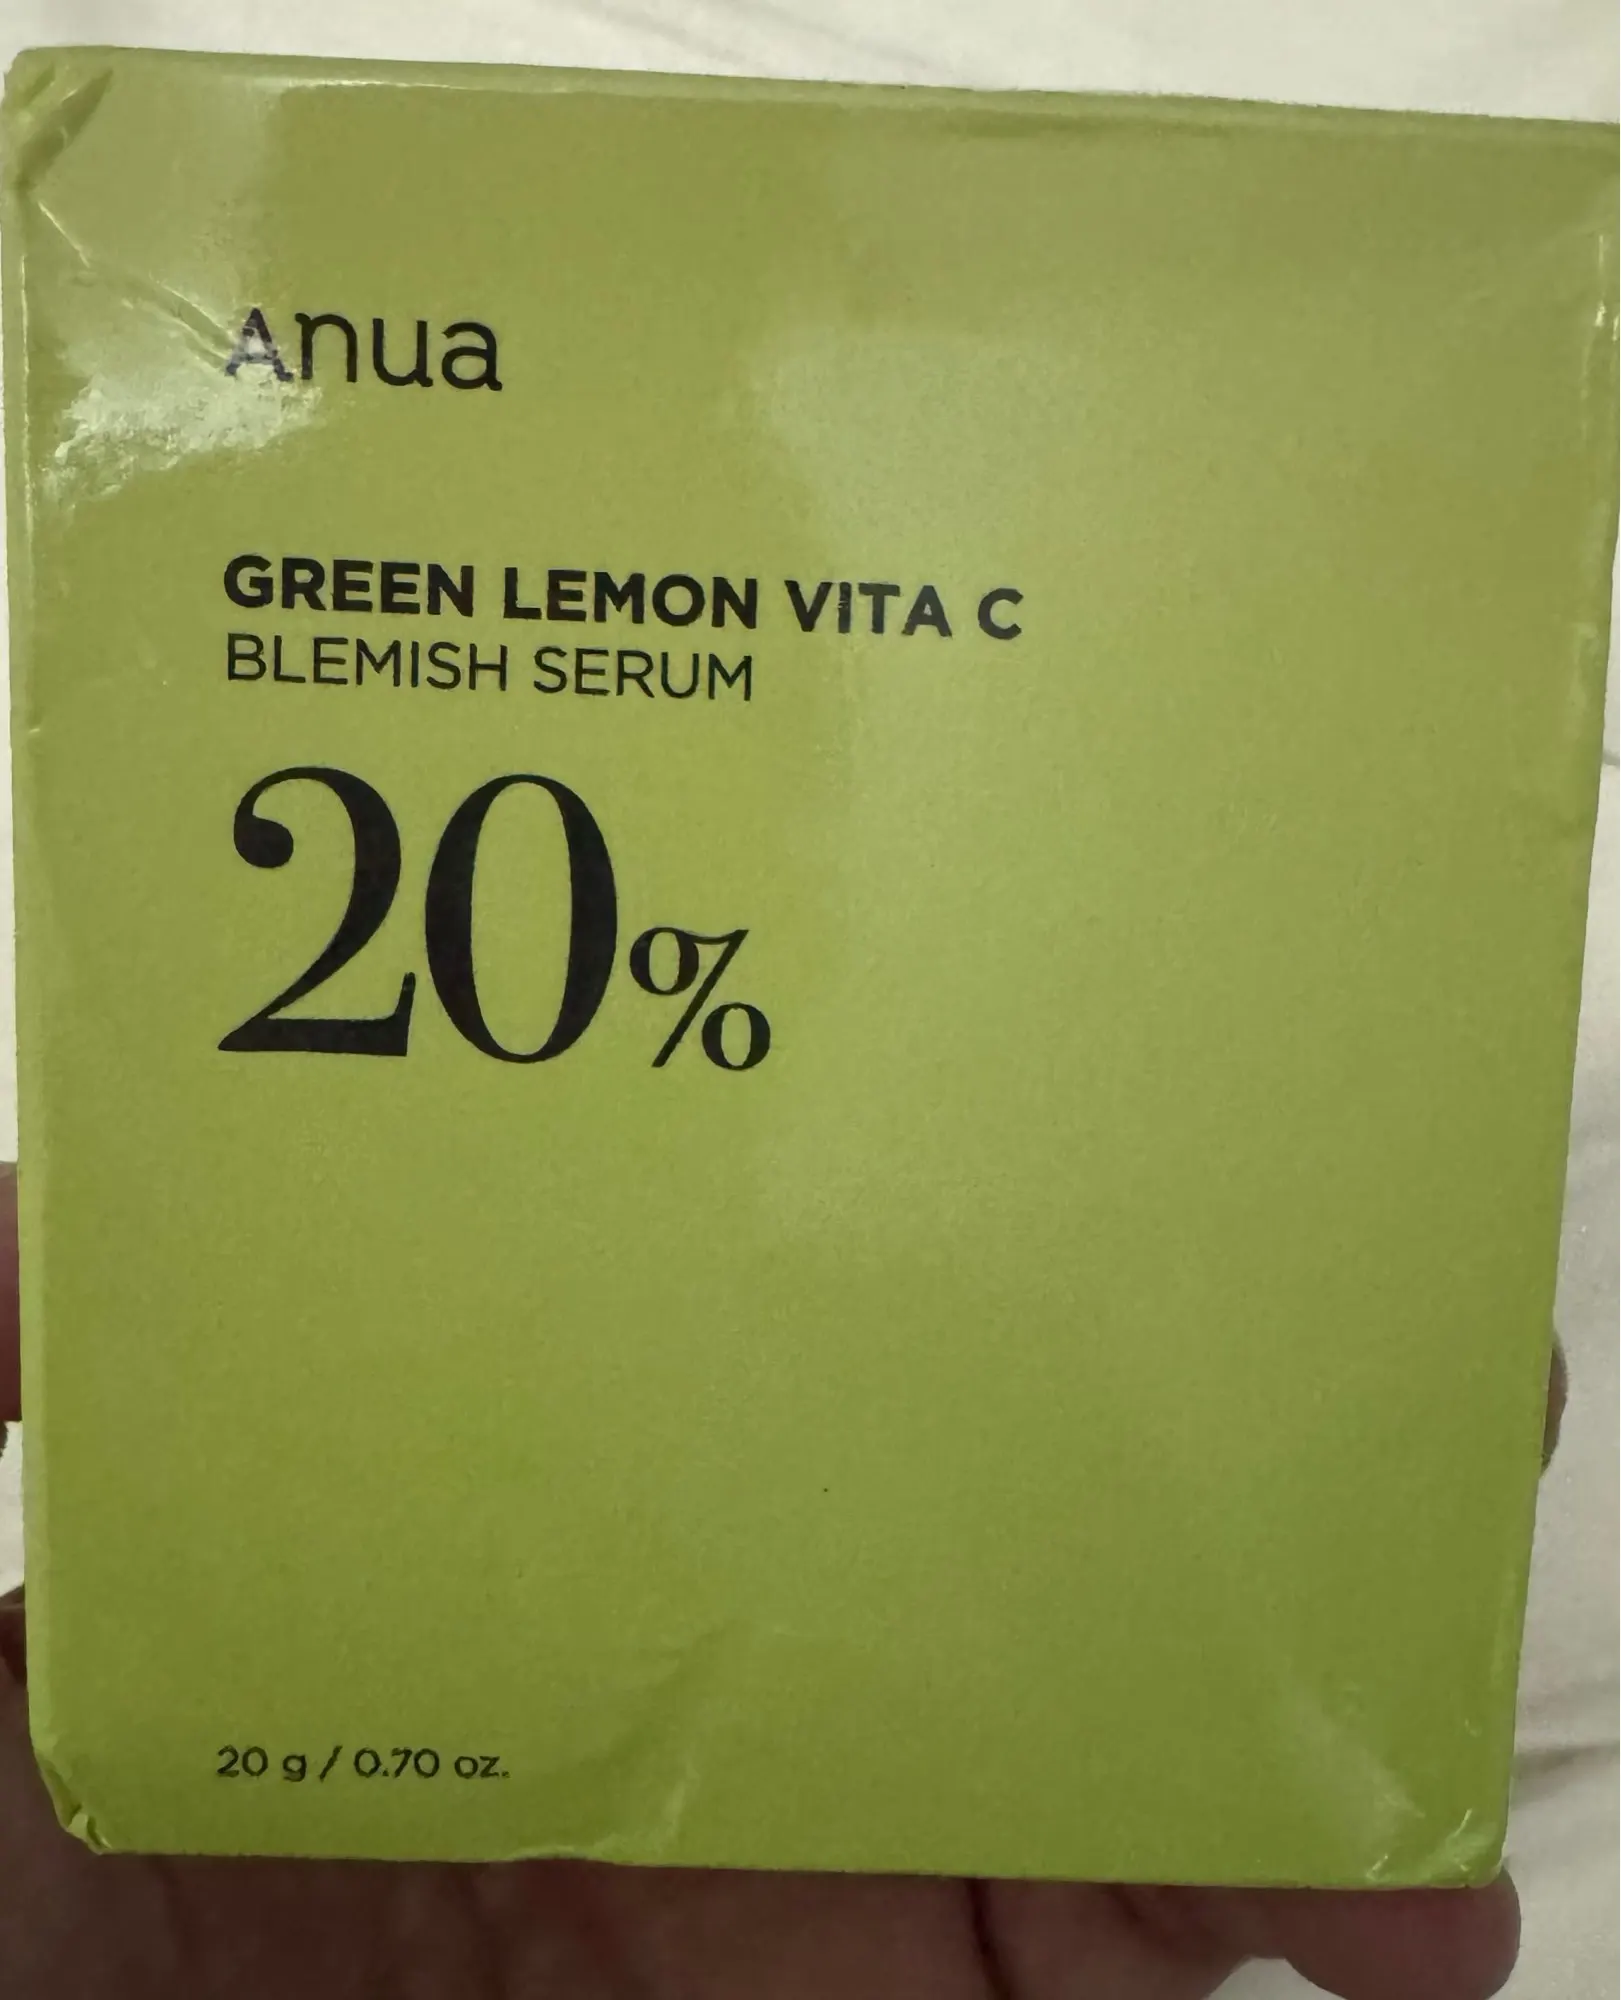 Anua
GREEN LEMON VITA C
BLEMISH SERUM
20%
20 g / 0.70 oz.